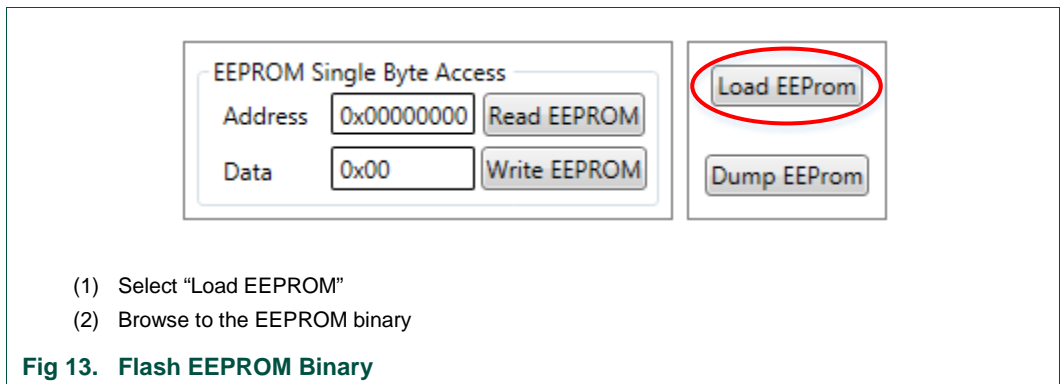 EEPROM Single Byte Access
Address 0x00000000 Read EEPROM
Data 0x00 Write EEPROM
Load EEProm
Dump EEProm
(1) Select “Load EEPROM”
(2) Browse to the EEPROM binary
Fig 13. Flash EEPROM Binary